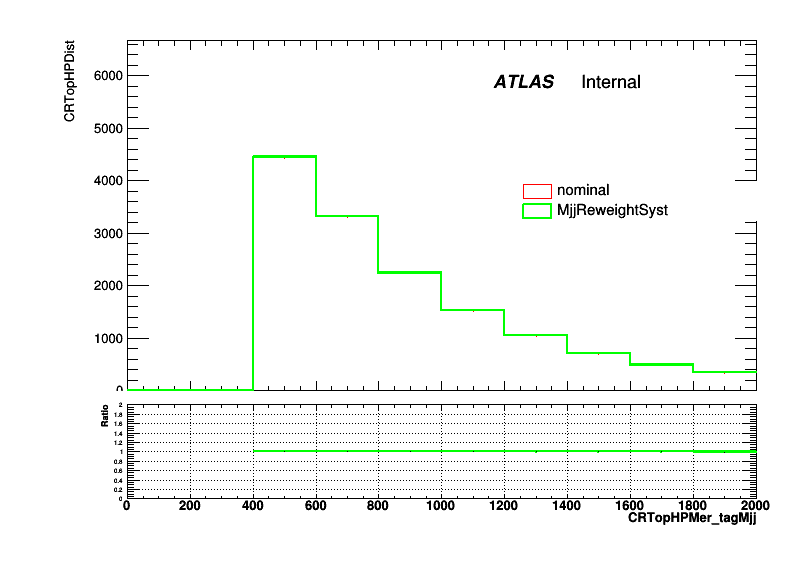 CRTopHPDist
ATLAS Internal
6000
5000
4000
3000
2000
1000
0
nominal
MjjReweightSyst
Ratio
2
1.8
1.6
1.4
1.2
1
0.8
0.6
0.4
0.2
0
0 200 400 600 800 1000 1200 1400 1600 1800 2000
CRTopHPMer_tagMjj